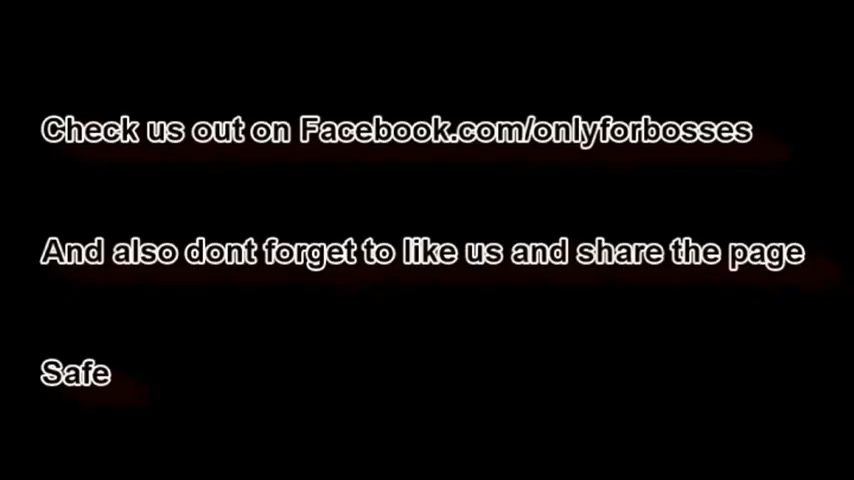 Check us out on Facebook.com/onlyforbosses
And also dont forget to like us and share the page
Safe